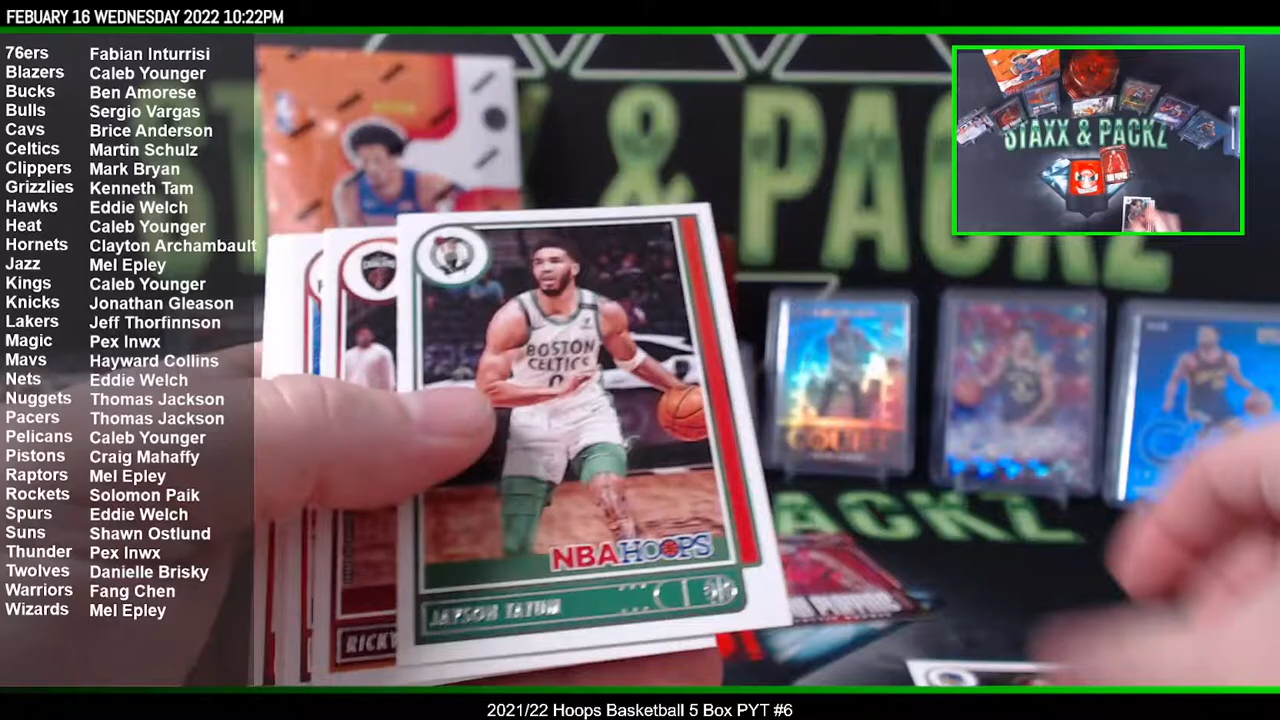 FEBUARY 16 WEDNESDAY 2022 10:22PM
76ers Fabian Inturrisi
Blazers Caleb Younger
Bucks Ben Amorese
Bulls Sergio Vargas
Cavs Brice Anderson
Celtics Martin Schulz
Clippers Mark Bryan
Grizzlies Kenneth Tam
Hawks Eddie Welch
Heat Caleb Younger
Hornets Clayton Archambault
Jazz Mel Epley
Kings Caleb Younger
Knicks Jonathan Gleason
Lakers Jeff Thorfinnson
Magic Pex Inwx
Mavs Hayward Collins
Nets Eddie Welch
Nuggets Thomas Jackson
Pacers Thomas Jackson
Pelicans Caleb Younger
Pistons Craig Mahaffy
Raptors Mel Epley
Rockets Solomon Paik
Spurs Eddie Welch
Suns Shawn Ostlund
Thunder Pex Inwx
Twolves Danielle Brisky
Warriors Fang Chen
Wizards Mel Epley
STAXX & PACKZ
& P
BOSTON
CELTICS
0
NBA HOOPS
JAYSON TATUM
RICKY
ACKZ
2021/22 Hoops Basketball 5 Box PYT #6